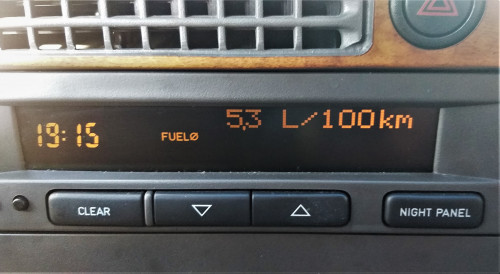 5,3 L/100km
19:15 FUELØ
CLEAR NIGHT PANEL